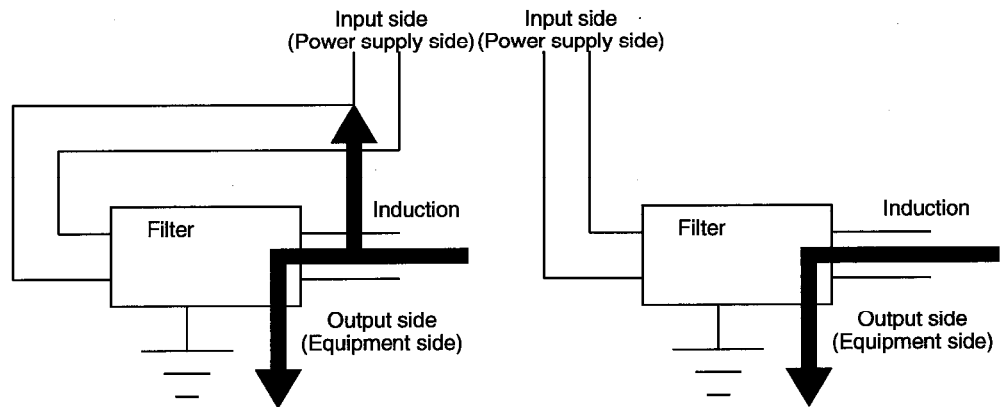 Input side
(Power supply side)
Filter
Induction
Output side
(Equipment side)
Input side
(Power supply side)
Filter
Induction
Output side
(Equipment side)